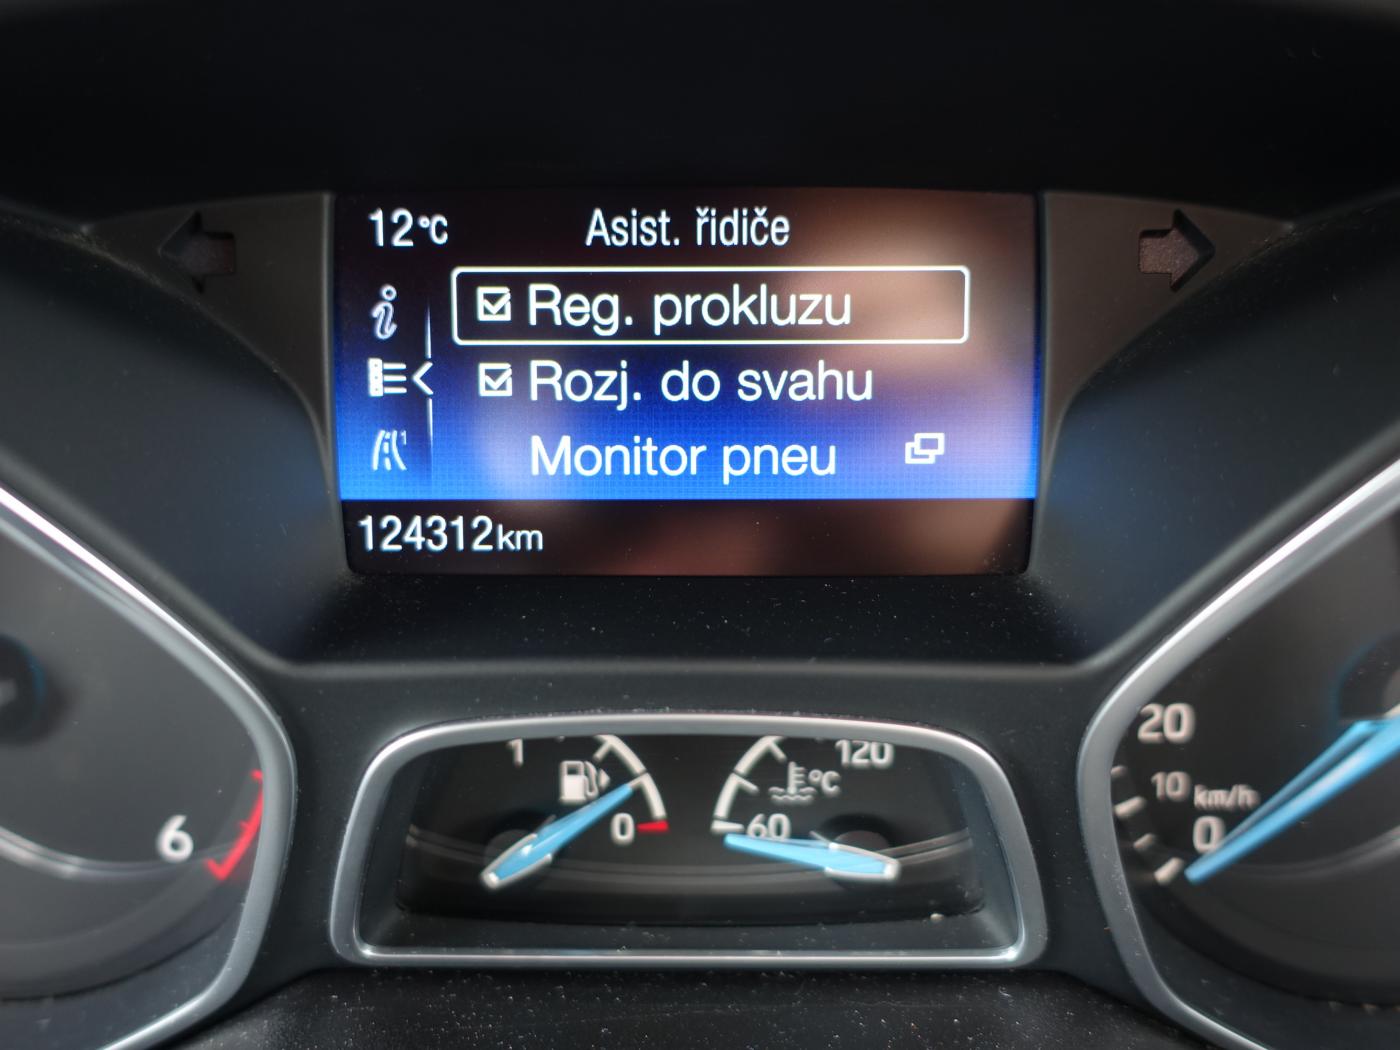 12°C Asist. řidiče
Reg. prokluzu
Rozj. do svahu
Monitor pneu
124312km
1
0
120
°C
60
6
20
10 km/h
0